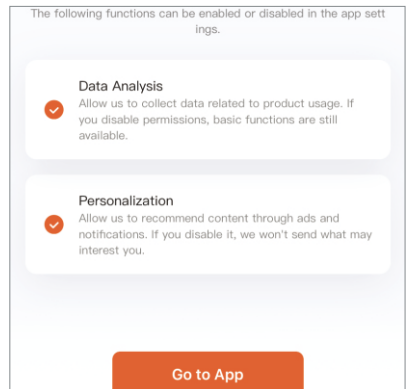 The following functions can be enabled or disabled in the app sett
ings.
Data Analysis
Allow us to collect data related to product usage. If
you disable permissions, basic functions are still
available.
Personalization
Allow us to recommend content through ads and
notifications. If you disable it, we won't send what may
interest you.
Go to App